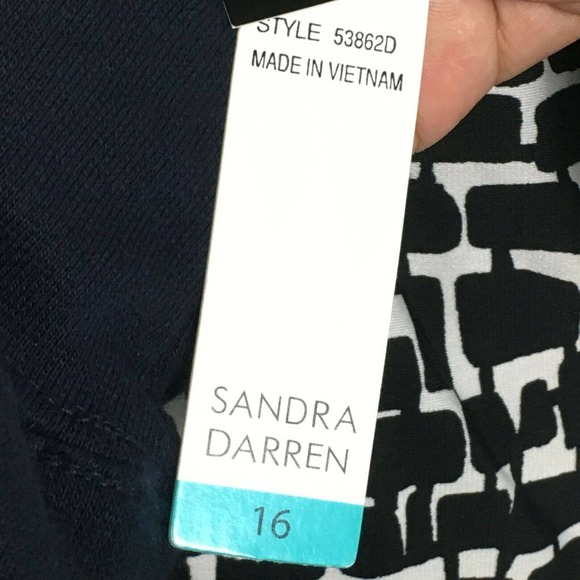 STYLE 53862D
MADE IN VIETNAM
SANDRA
DARREN
16